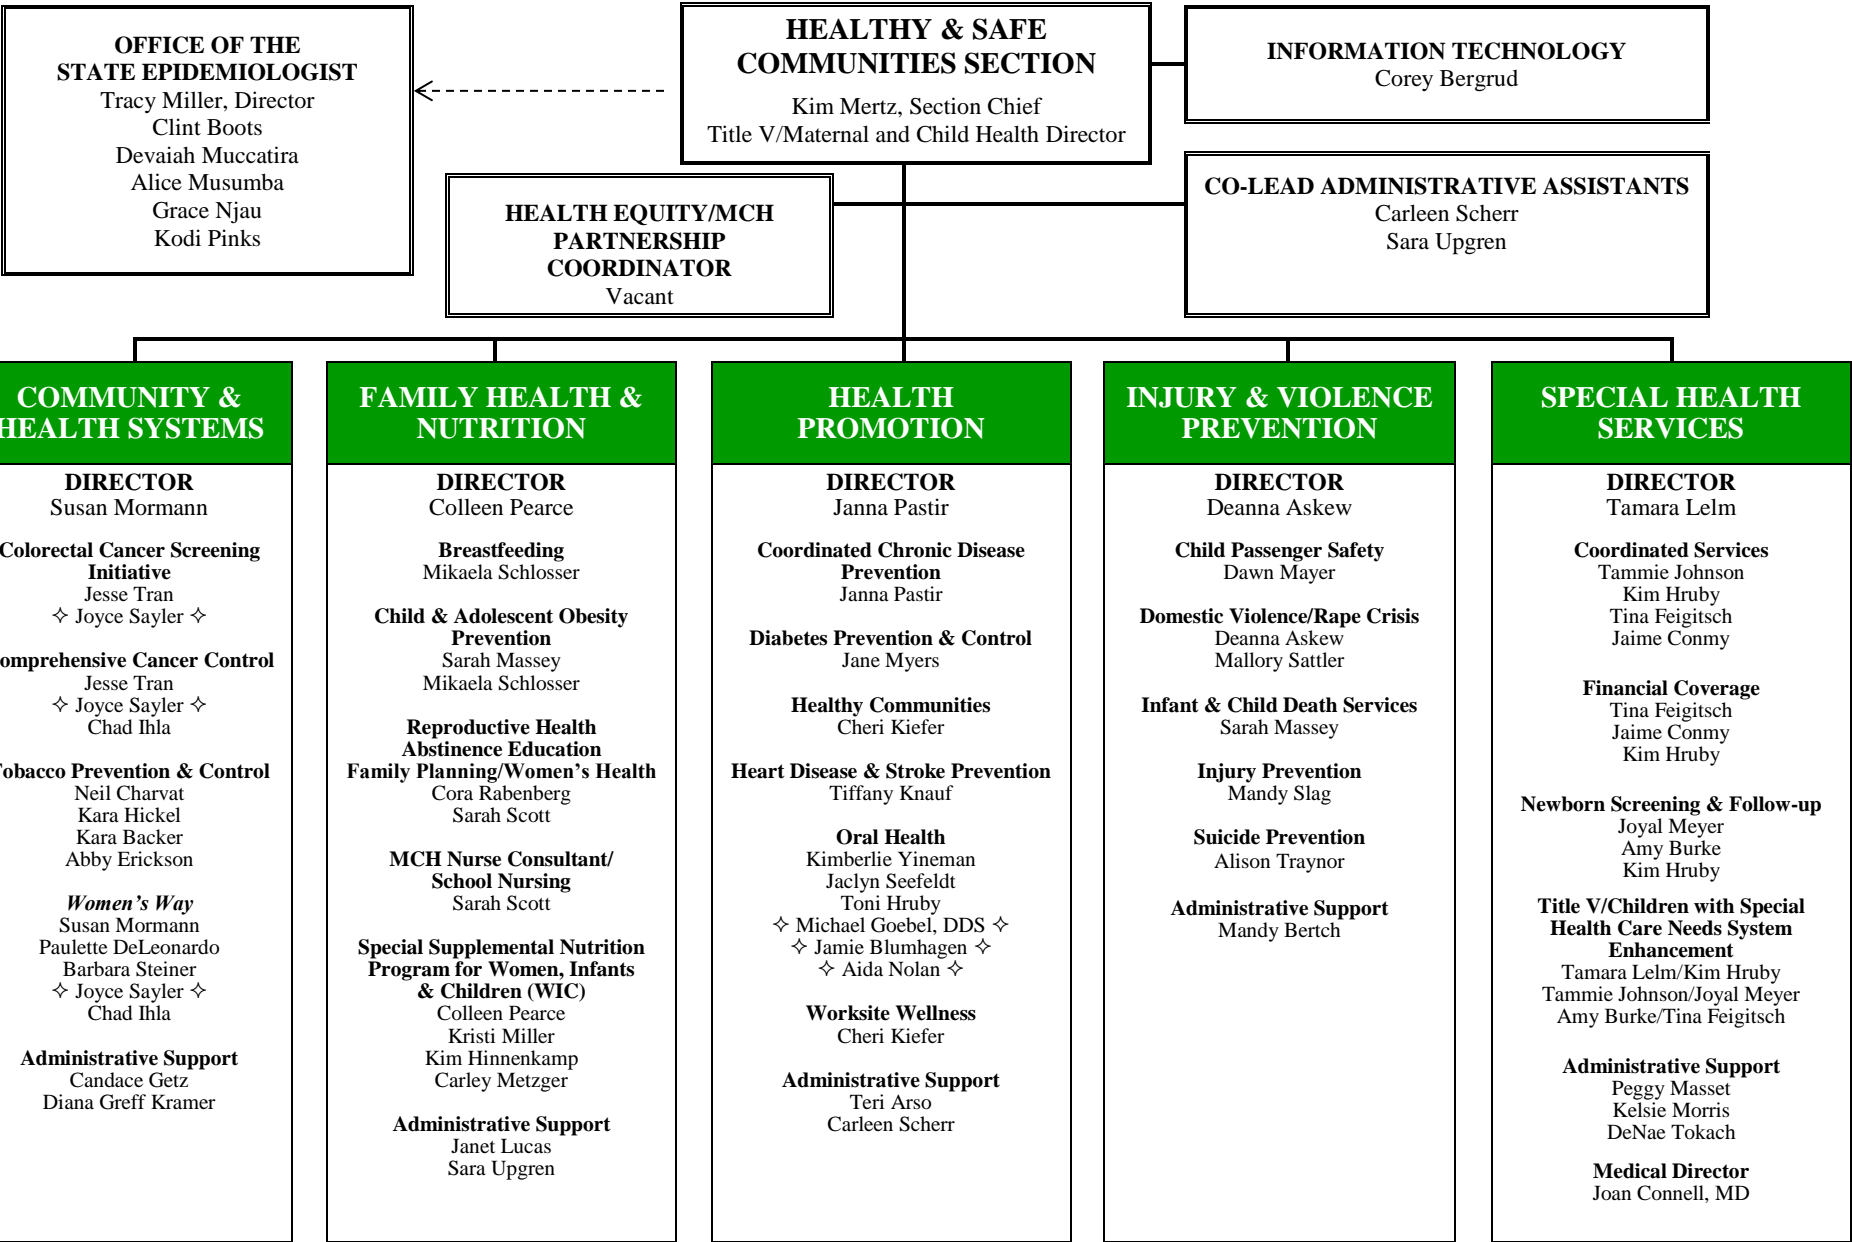 OFFICE OF THE
STATE EPIDEMIOLOGIST
Tracy Miller, Director
Clint Boots
Devaiah Muccatira
Alice Musumba
Grace Njau
Kodi Pinks
HEALTHY & SAFE
COMMUNITIES SECTION
Kim Mertz, Section Chief
Title V/Maternal and Child Health Director
INFORMATION TECHNOLOGY
Corey Bergrud
HEALTH EQUITY/MCH
PARTNERSHIP
COORDINATOR
Vacant
CO-LEAD ADMINISTRATIVE ASSISTANTS
Carleen Scherr
Sara Upgren
COMMUNITY &
HEALTH SYSTEMS
DIRECTOR
Susan Mormann
Colorectal Cancer Screening
Initiative
Jesse Tran
✧ Joyce Sayler ✧
omprehensive Cancer Control
Jesse Tran
✧ Joyce Sayler ✧
Chad Ihla
Tobacco Prevention & Control
Neil Charvat
Kara Hickel
Kara Backer
Abby Erickson
Women's Way
Susan Mormann
Paulette DeLeonardo
Barbara Steiner
✧ Joyce Sayler ✧
Chad Ihla
Administrative Support
Candace Getz
Diana Greff Kramer
FAMILY HEALTH &
NUTRITION
DIRECTOR
Colleen Pearce
Breastfeeding
Mikaela Schlosser
Child & Adolescent Obesity
Prevention
Sarah Massey
Mikaela Schlosser
Reproductive Health
Abstinence Education
Family Planning/Women's Health
Cora Rabenberg
Sarah Scott
MCH Nurse Consultant/
School Nursing
Sarah Scott
Special Supplemental Nutrition
Program for Women, Infants
& Children (WIC)
Colleen Pearce
Kristi Miller
Kim Hinnenkamp
Carley Metzger
Administrative Support
Janet Lucas
Sara Upgren
HEALTH
PROMOTION
DIRECTOR
Janna Pastir
Coordinated Chronic Disease
Prevention
Janna Pastir
Diabetes Prevention & Control
Jane Myers
Healthy Communities
Cheri Kiefer
Heart Disease & Stroke Prevention
Tiffany Knauf
Oral Health
Kimberlie Yineman
Jaclyn Seefeldt
Toni Hruby
✧ Michael Goebel, DDS ✧
✧ Jamie Blumhagen ✧
✧ Aida Nolan ✧
Worksite Wellness
Cheri Kiefer
Administrative Support
Teri Arso
Carleen Scherr
INJURY & VIOLENCE
PREVENTION
DIRECTOR
Deanna Askew
Child Passenger Safety
Dawn Mayer
Domestic Violence/Rape Crisis
Deanna Askew
Mallory Sattler
Infant & Child Death Services
Sarah Massey
Injury Prevention
Mandy Slag
Suicide Prevention
Alison Traynor
Administrative Support
Mandy Bertch
SPECIAL HEALTH
SERVICES
DIRECTOR
Tamara Lelm
Coordinated Services
Tammie Johnson
Kim Hruby
Tina Feigitsch
Jaime Conmy
Financial Coverage
Tina Feigitsch
Jaime Conmy
Kim Hruby
Newborn Screening & Follow-up
Joyal Meyer
Amy Burke
Kim Hruby
Title V/Children with Special
Health Care Needs System
Enhancement
Tamara Lelm/Kim Hruby
Tammie Johnson/Joyal Meyer
Amy Burke/Tina Feigitsch
Administrative Support
Peggy Masset
Kelsie Morris
DeNae Tokach
Medical Director
Joan Connell, MD